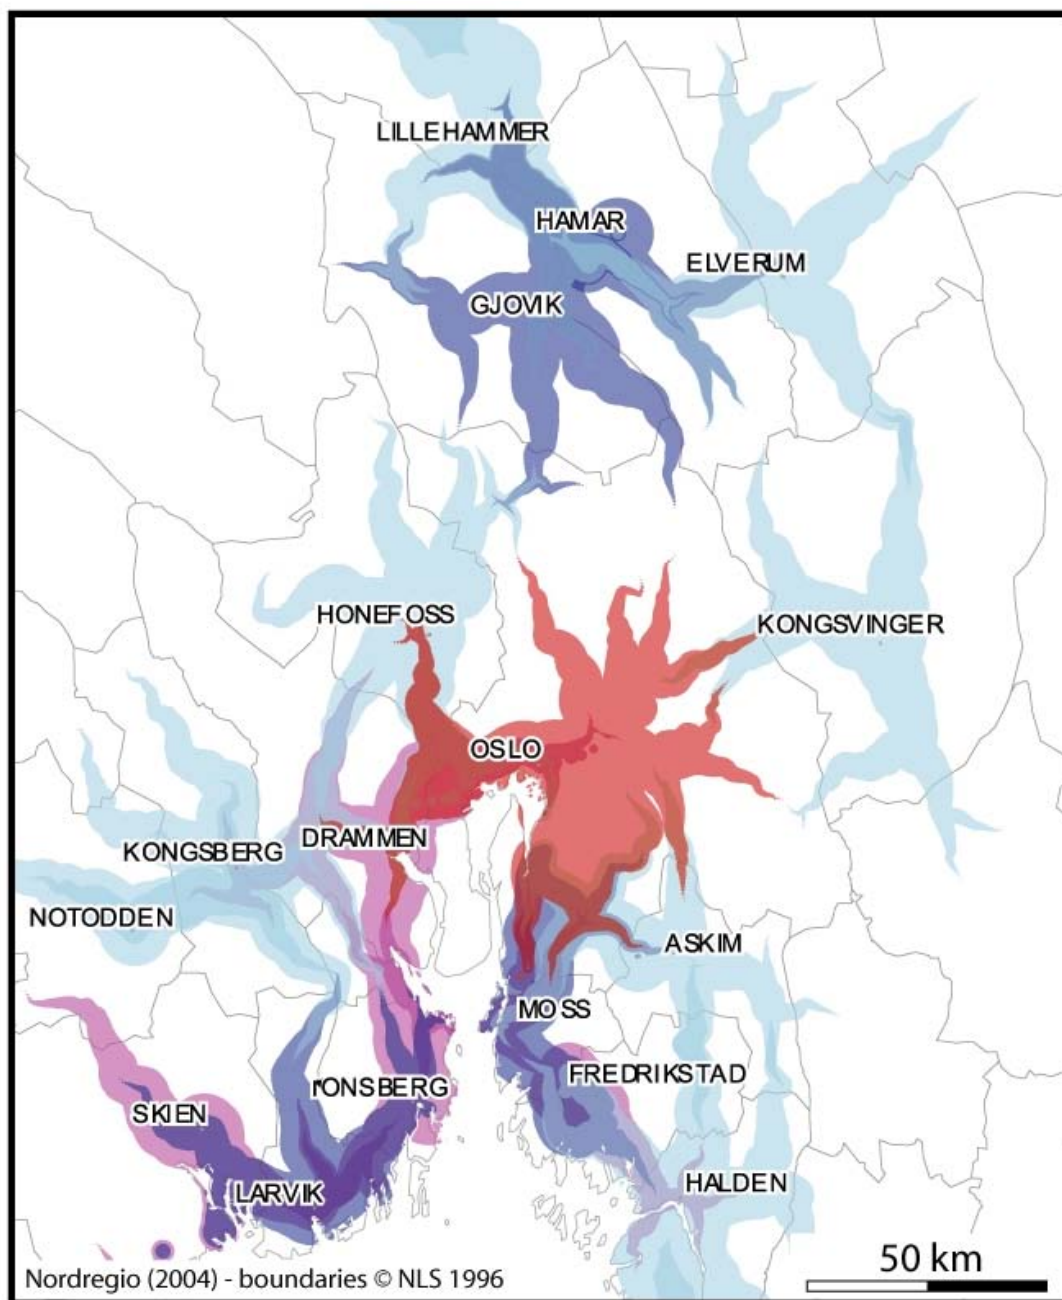 LILLEHAMMER
HAMAR
ELVERUM
GJOVIK
HONEFOSS
KONGSVINGER
OSLO
DRAMMEN
KONGSBERG
NOTODDEN
ASKIM
MOSS
FREDRIKSTAD
TONSBERG
SKIEN
HALDEN
LARVIK
50 km
Nordregio (2004) - boundaries © NLS 1996